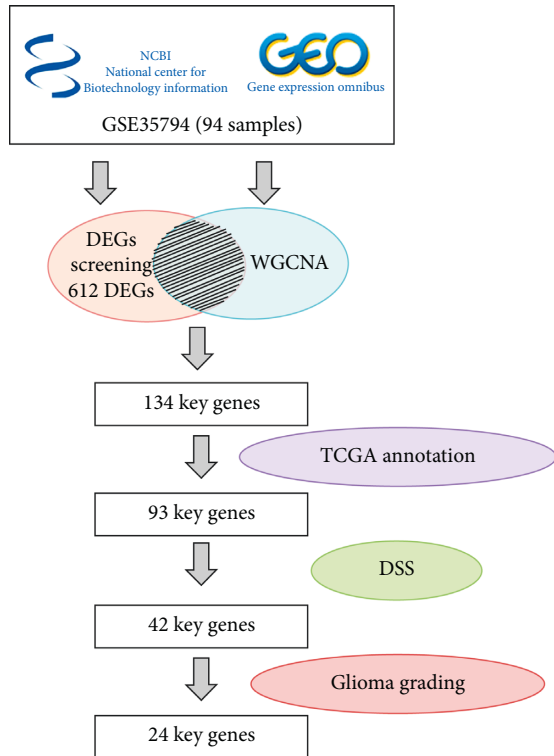 NCBI
National center for
Biotechnology information
GEO
Gene expression omnibus
GSE35794 (94 samples)
DEGs
screening
612 DEGs
WGCNA
134 key genes
TCGA annotation
93 key genes
DSS
42 key genes
Glioma grading
24 key genes